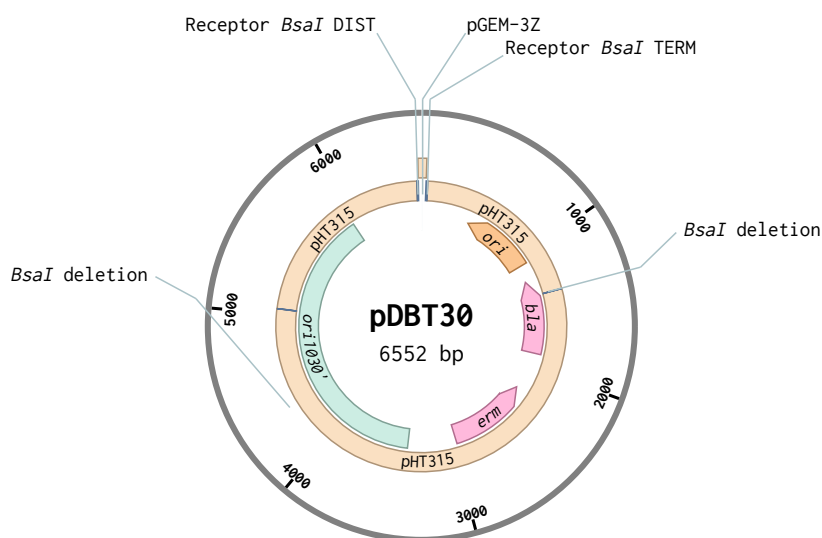 Receptor BsaI DIST
pGEM-3Z
Receptor BsaI TERM
6000
1000
pHT315
pHT315
ori
BsaI deletion
BsaI deletion
5000
pDBT30
6552 bp
bla
ori1030'
2000
erm
pHT315
4000
3000